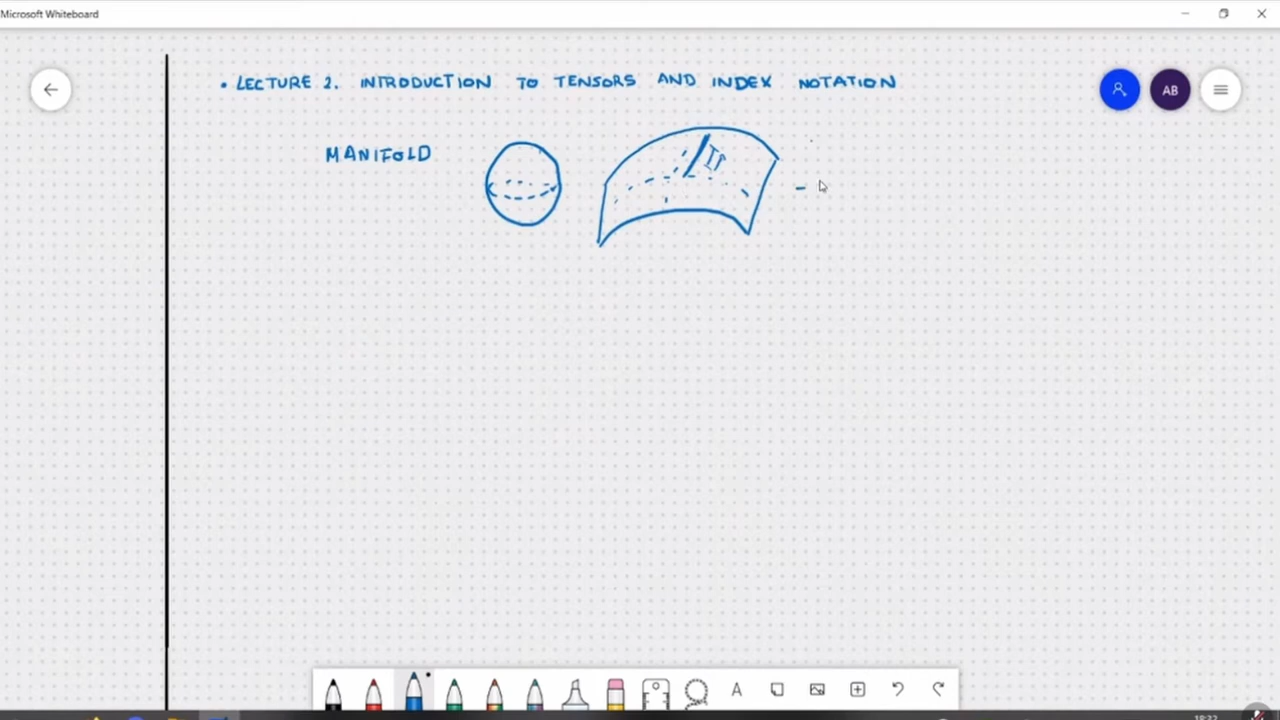 Microsoft Whiteboard
• LECTURE 2. INTRODUCTION TO TENSORS AND INDEX NOTATION
AB
MANIFOLD
A